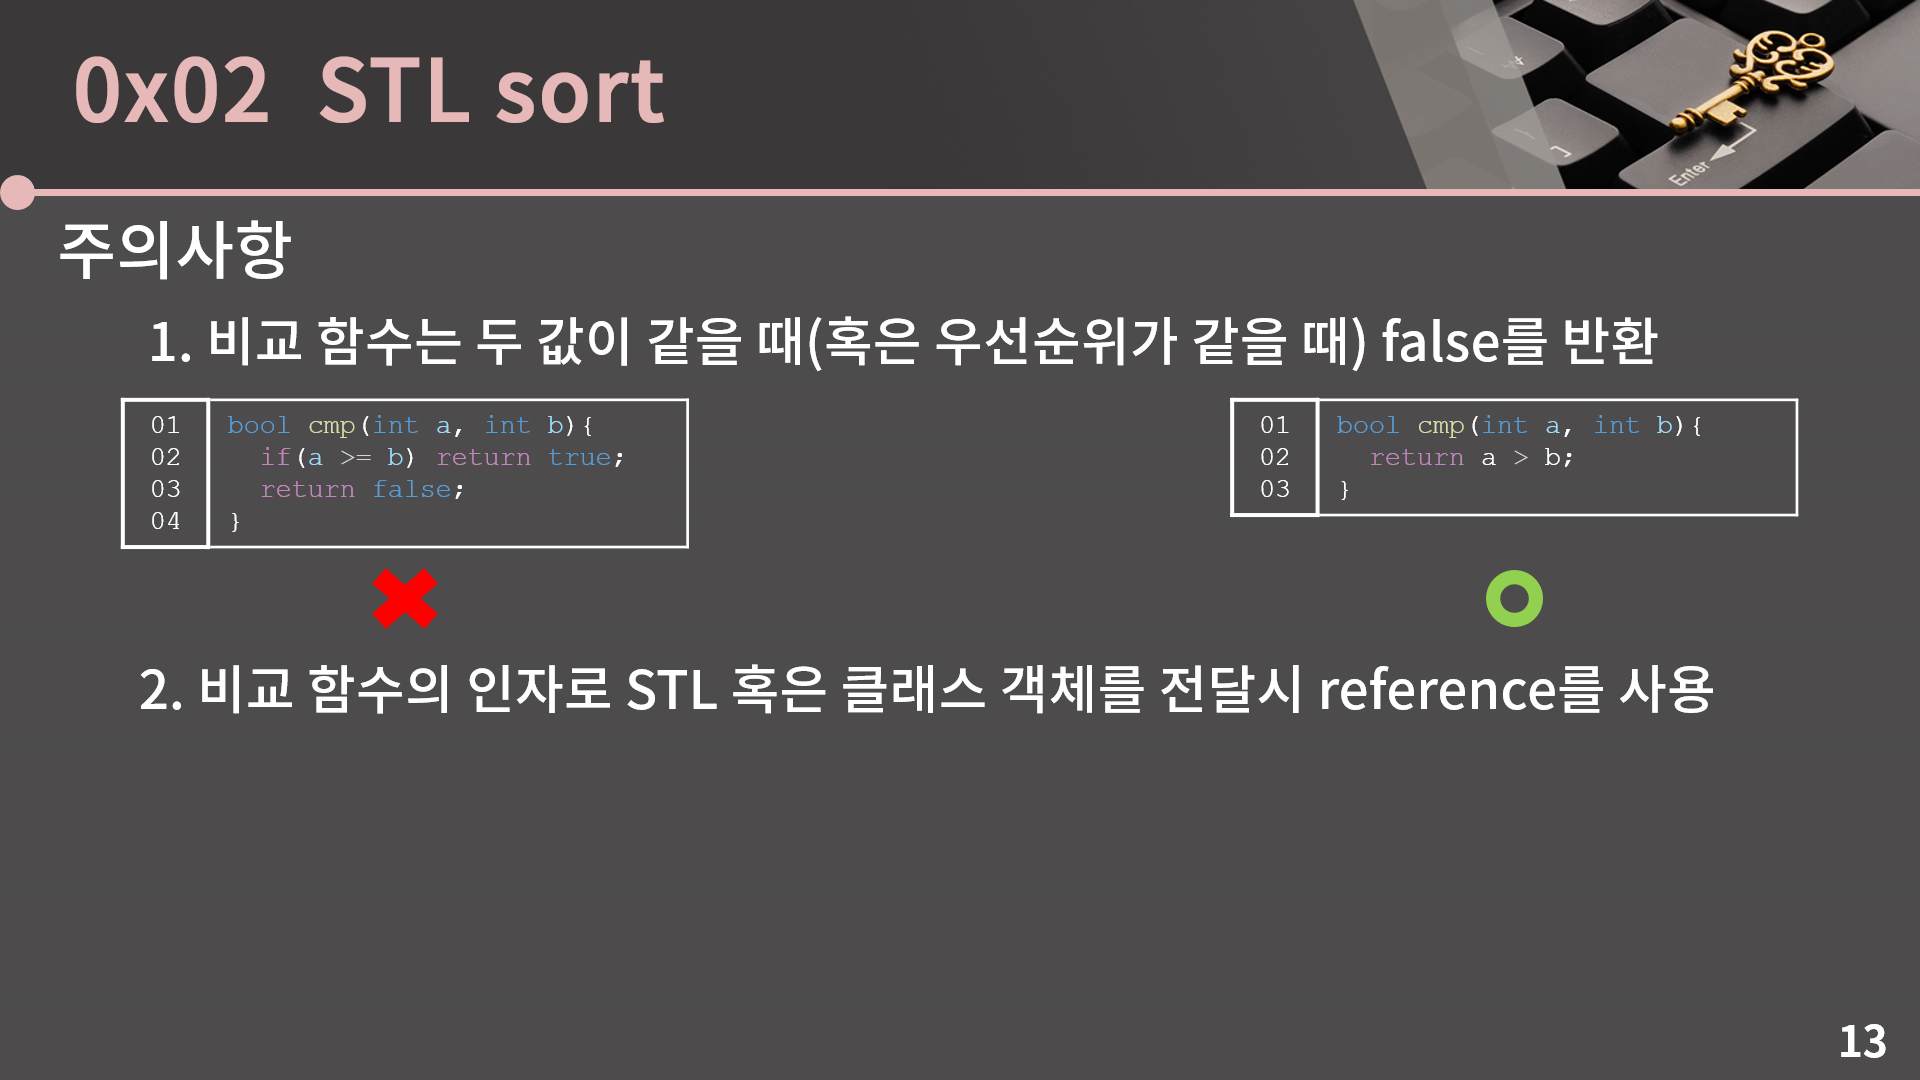 0x02 STL sort
Enter
주의사항
1. 비교 함수는 두 값이 같을 때(혹은 우선순위가 같을 때) false를 반환
01 bool cmp(int a, int b){
02 if(a >= b) return true;
03 return false;
04 }
01 bool cmp(int a, int b){
02 return a > b;
03 }
2. 비교 함수의 인자로 STL 혹은 클래스 객체를 전달시 reference를 사용
13